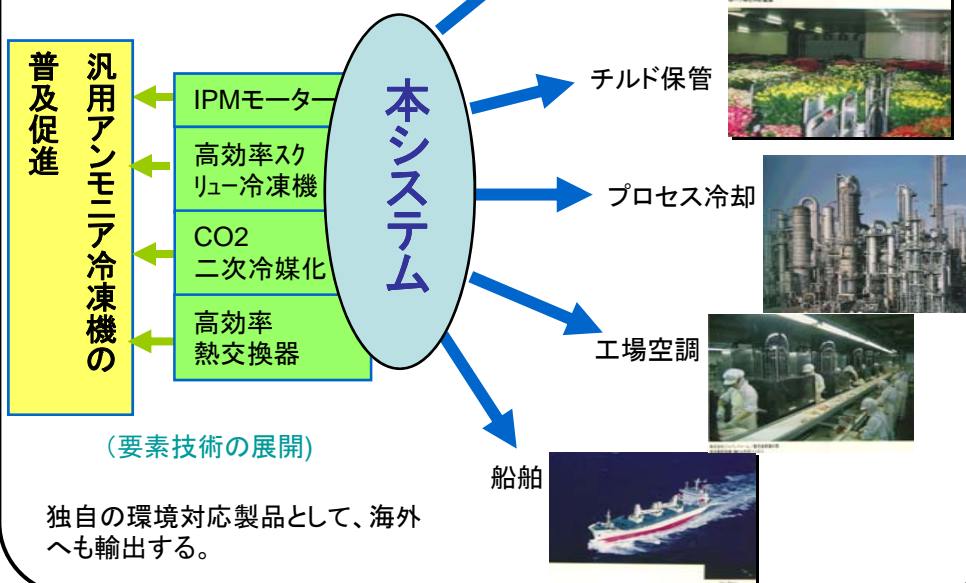 汎用アンモニア冷凍機の
普及促進
IPMモーター
高効率スク
リュー冷凍機
CO2
二次冷媒化
高効率
熱交換器
本システム
チルド保管
プロセス冷却
工場空調
船舶
（要素技術の展開)
独自の環境対応製品として、海外
へも輸出する。